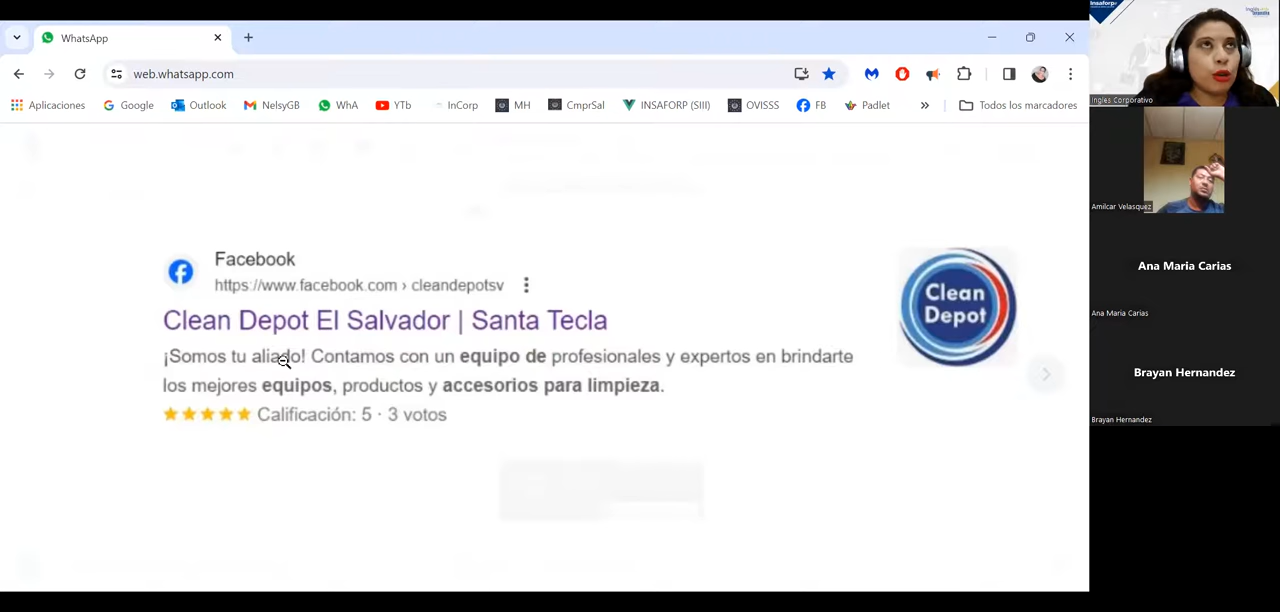 WhatsApp
web.whatsapp.com
Aplicaciones
Google
Outlook
NelsyGB
WhA
YTb
InCorp
MH
CmprSal
INSAFORP (SIII)
OVISSS
FB
Padlet
Todos los marcadores
Facebook
https://www.facebook.com › cleandepotsv
Clean Depot El Salvador | Santa Tecla
¡Somos tu aliado! Contamos con un equipo de profesionales y expertos en brindarte
los mejores equipos, productos y accesorios para limpieza.
Calificación: 5 · 3 votos
Clean
Depot
Insaforp
Ingles Corporativo
Amilcar Velasquez
Ana Maria Carias
Ana Maria Carias
Brayan Hernandez
Brayan Hernandez